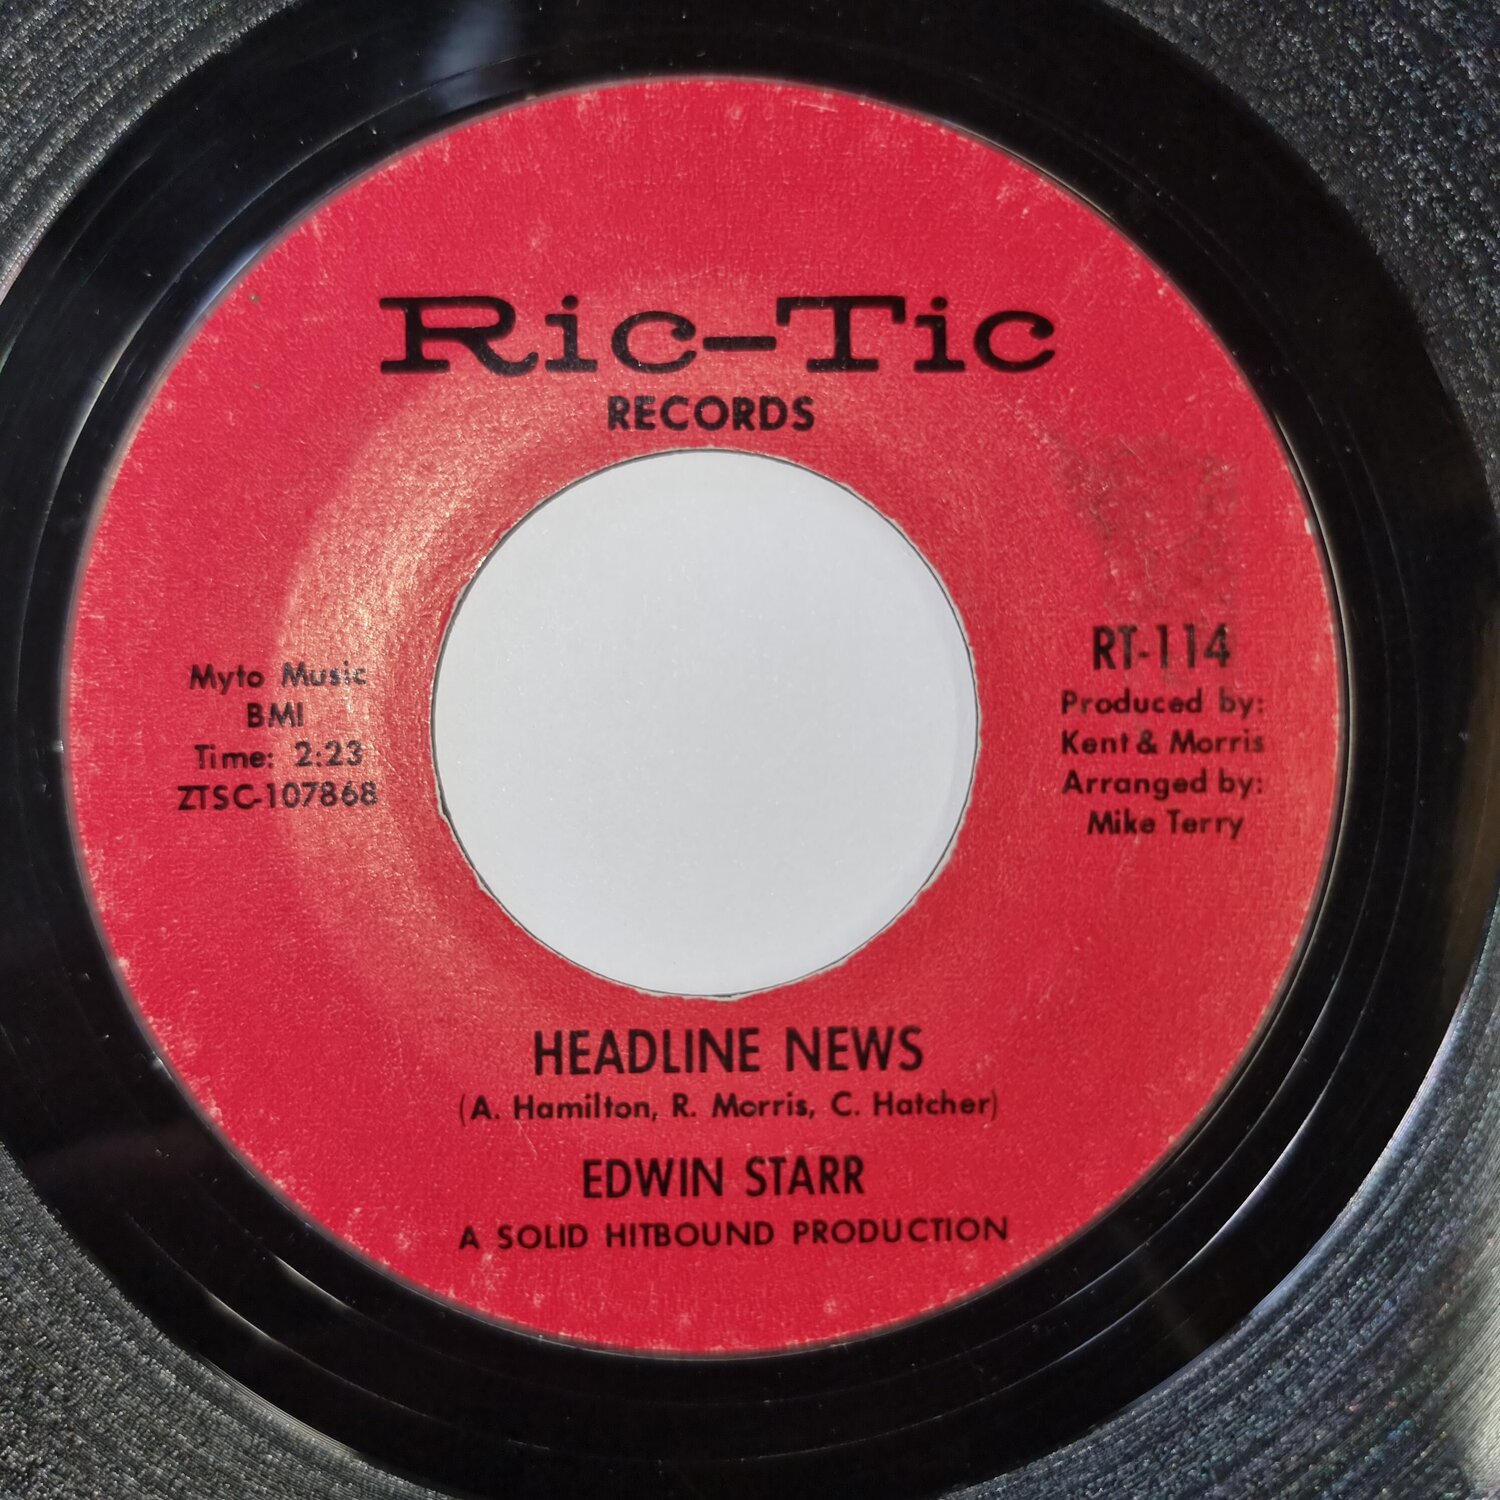 Ric-Tic
RECORDS
Myto Music
BMI
Time: 2:23
ZTSC-107868
RT-114
Produced by:
Kent & Morris
Arranged by:
Mike Terry
HEADLINE NEWS
(A. Hamilton, R. Morris, C. Hatcher)
EDWIN STARR
A SOLID HITBOUND PRODUCTION